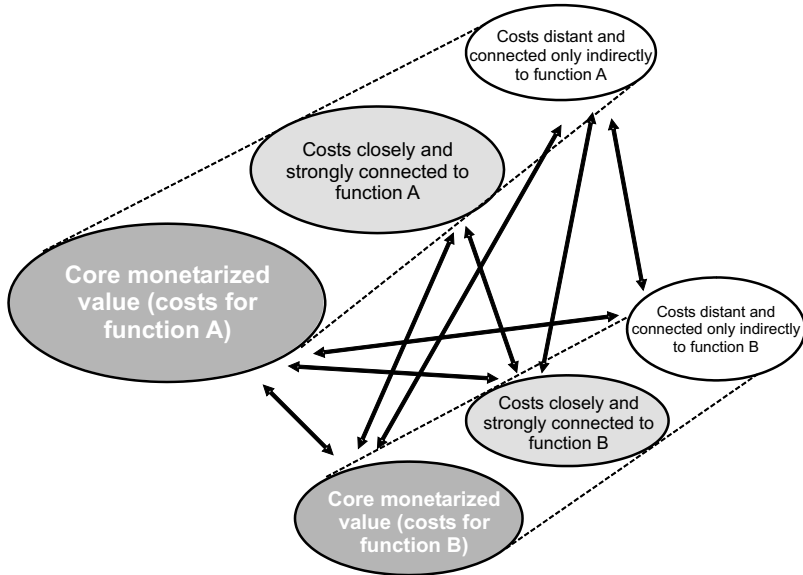 Costs distant and
connected only indirectly
to function A
Costs closely and
strongly connected to
function A
Core monetarized
value (costs for
function A)
Costs distant and
connected only indirectly
to function B
Costs closely and
strongly connected to
function B
Core monetarized
value (costs for
function B)